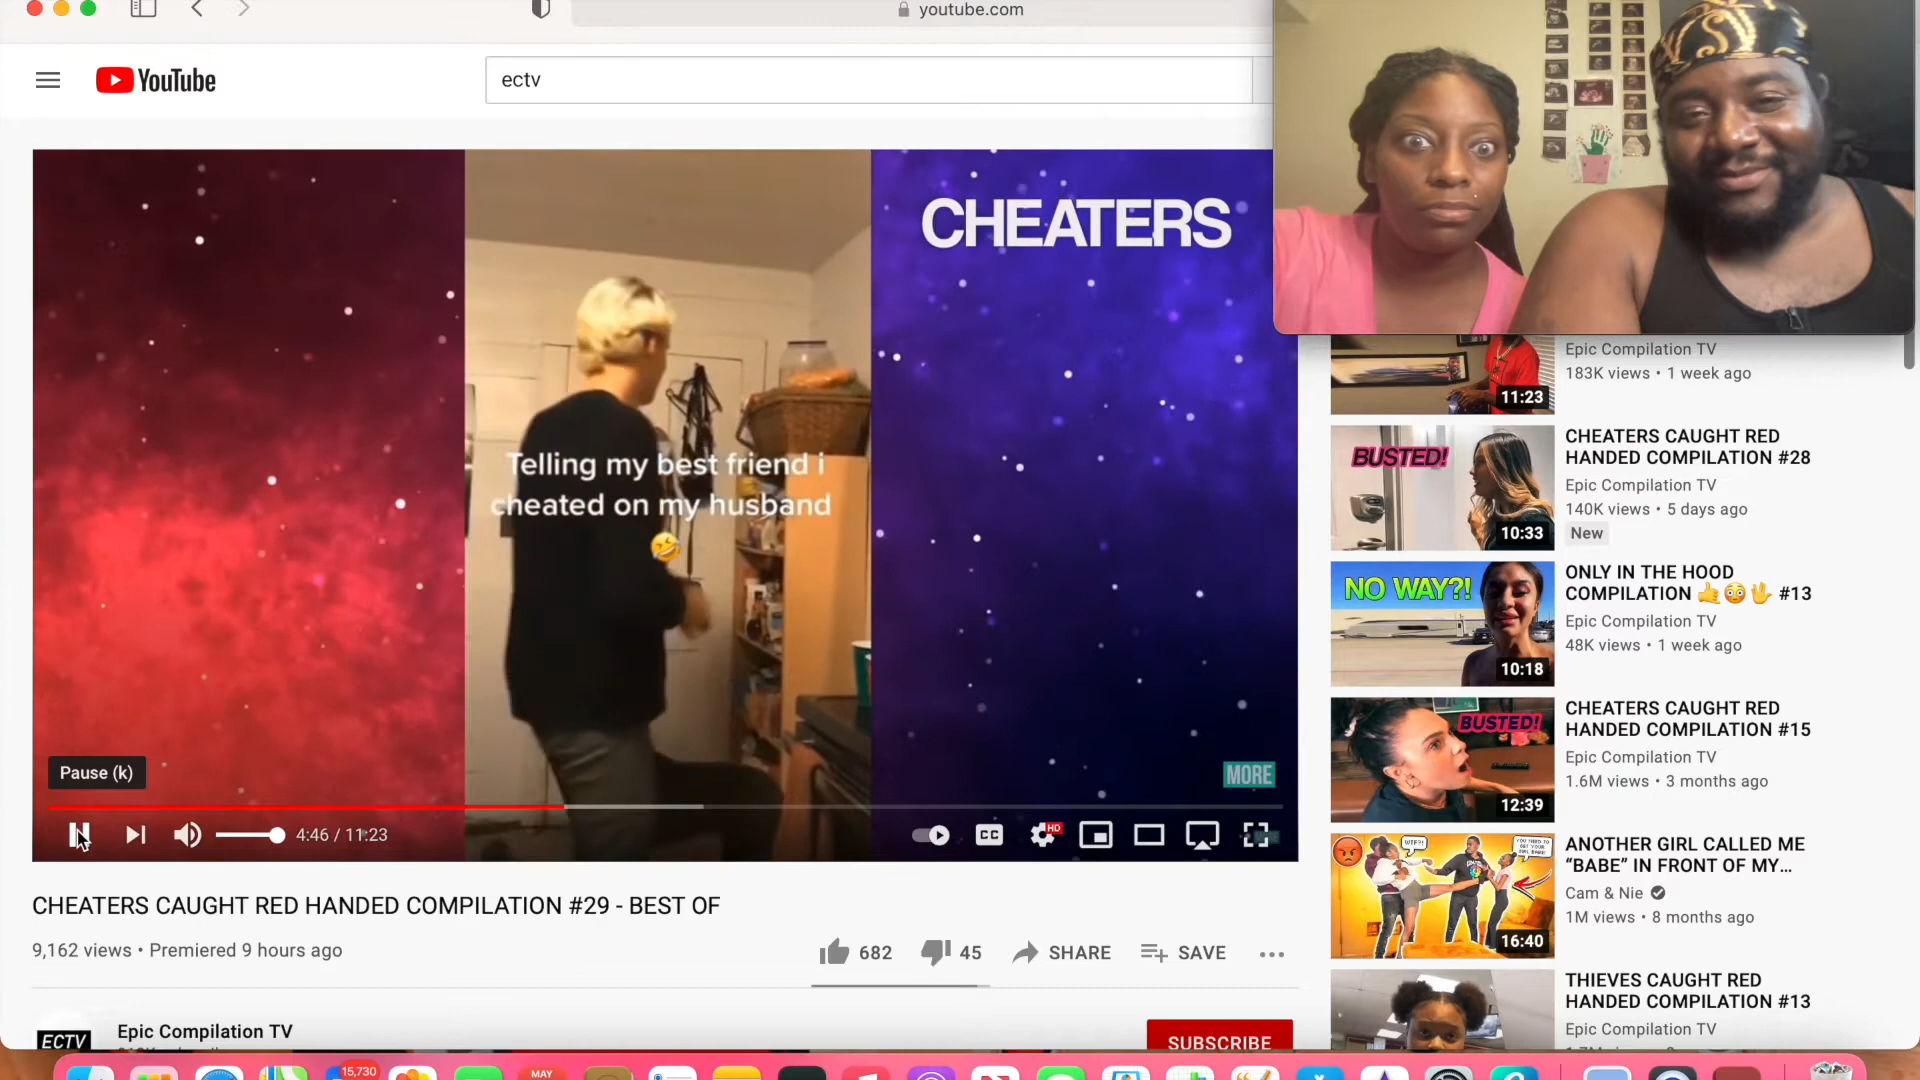 youtube.com
YouTube
ectv
CHEATERS
Telling my best friend i
cheated on my husband
MORE
Pause (k)
4:46 / 11:23
CC
HD
CHEATERS CAUGHT RED HANDED COMPILATION #29 - BEST OF
9,162 views • Premiered 9 hours ago
682
45
SHARE
SAVE
ECTV
Epic Compilation TV
SUBSCRIBE
Epic Compilation TV
183K views • 1 week ago
11:23
BUSTED!
10:33
CHEATERS CAUGHT RED
HANDED COMPILATION #28
Epic Compilation TV
140K views • 5 days ago
New
NO WAY?!
10:18
ONLY IN THE HOOD
COMPILATION 🤙😳🖖 #13
Epic Compilation TV
48K views • 1 week ago
BUSTED!
12:39
CHEATERS CAUGHT RED
HANDED COMPILATION #15
Epic Compilation TV
1.6M views • 3 months ago
WTF?!
16:40
ANOTHER GIRL CALLED ME
“BABE” IN FRONT OF MY...
Cam & Nie
1M views • 8 months ago
THIEVES CAUGHT RED
HANDED COMPILATION #13
Epic Compilation TV
15,730
MAY